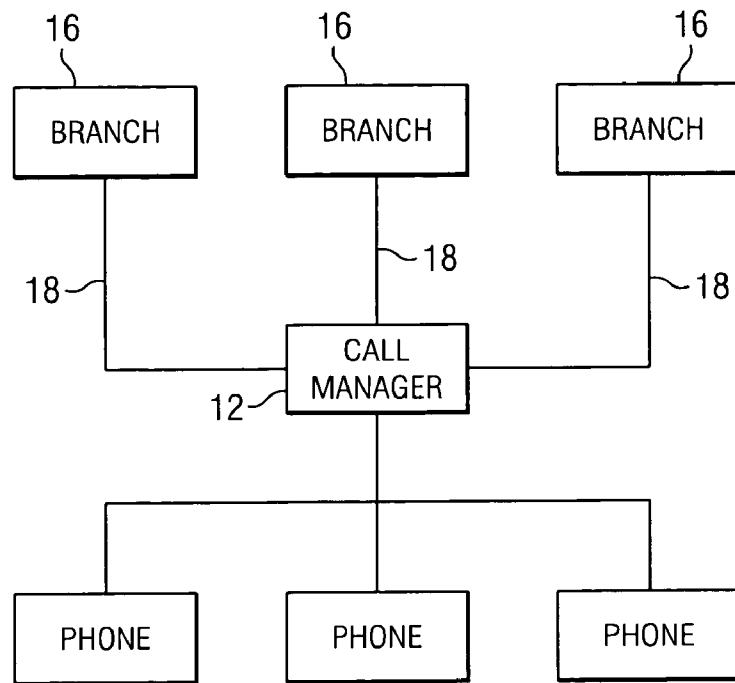 16
16
16
BRANCH
BRANCH
BRANCH
18
18
18
CALL
MANAGER
12
PHONE
PHONE
PHONE